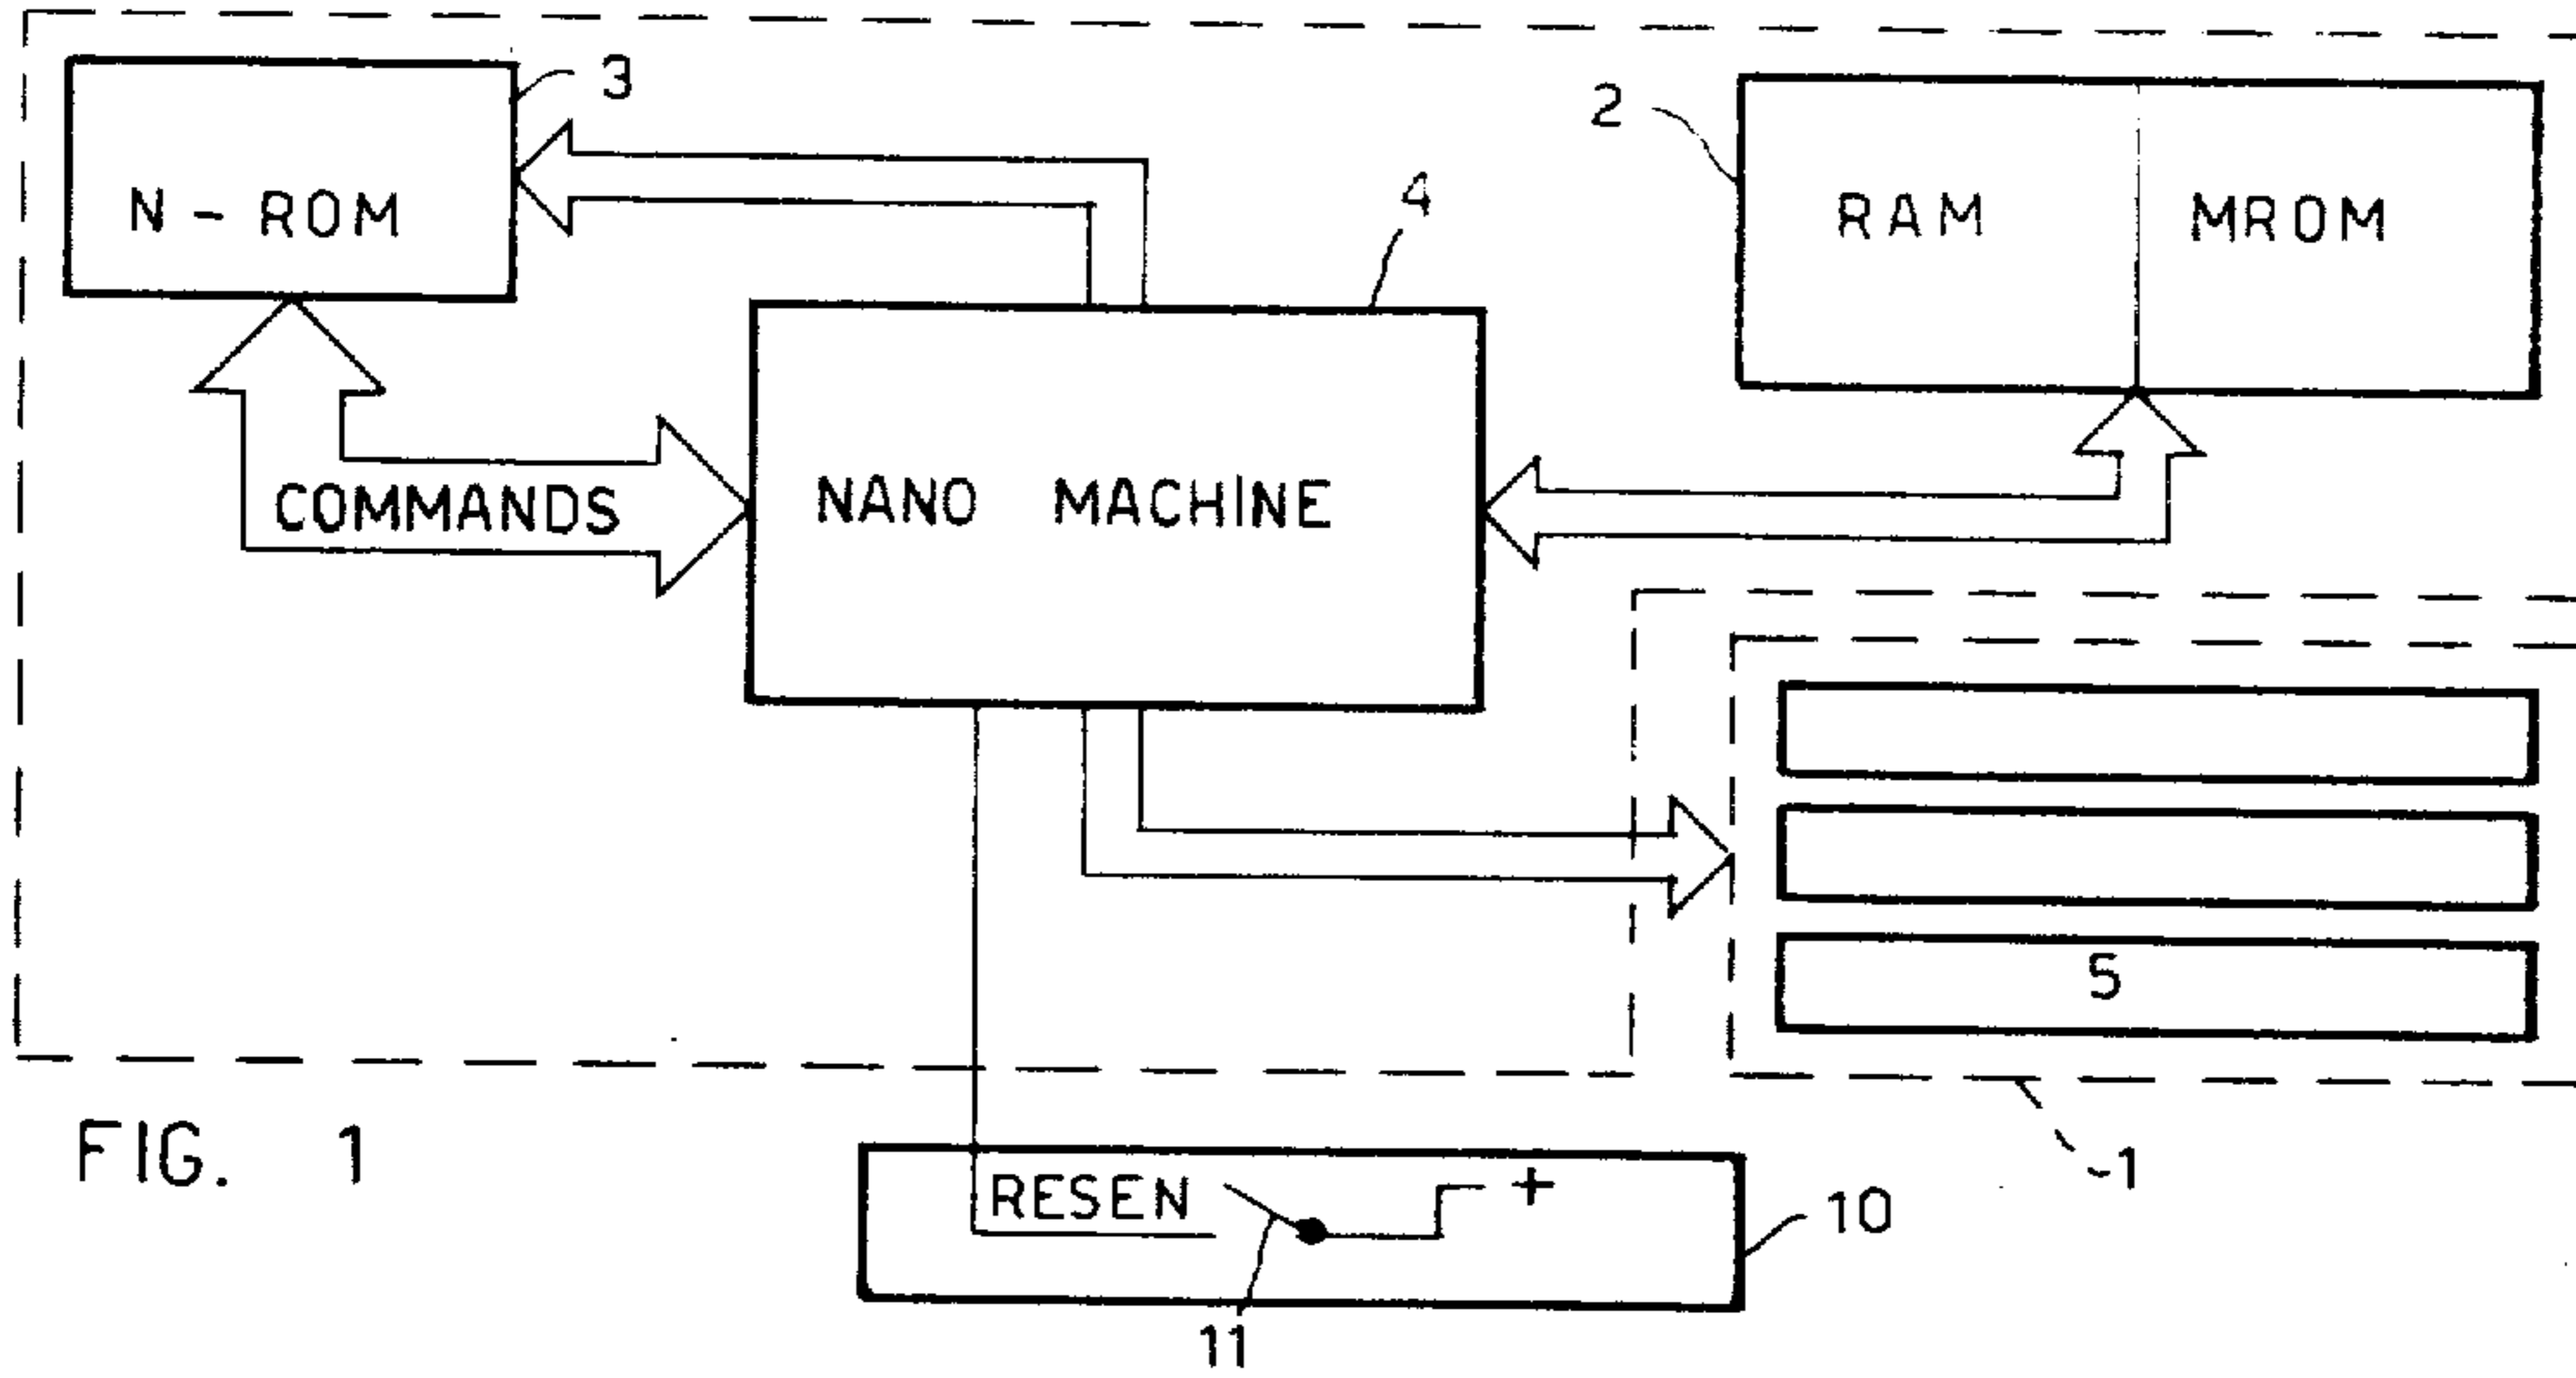 3
2
N - ROM
4
RAM
MROM
COMMANDS
NANO MACHINE
5
FIG. 1
1
RESEN
+
10
11